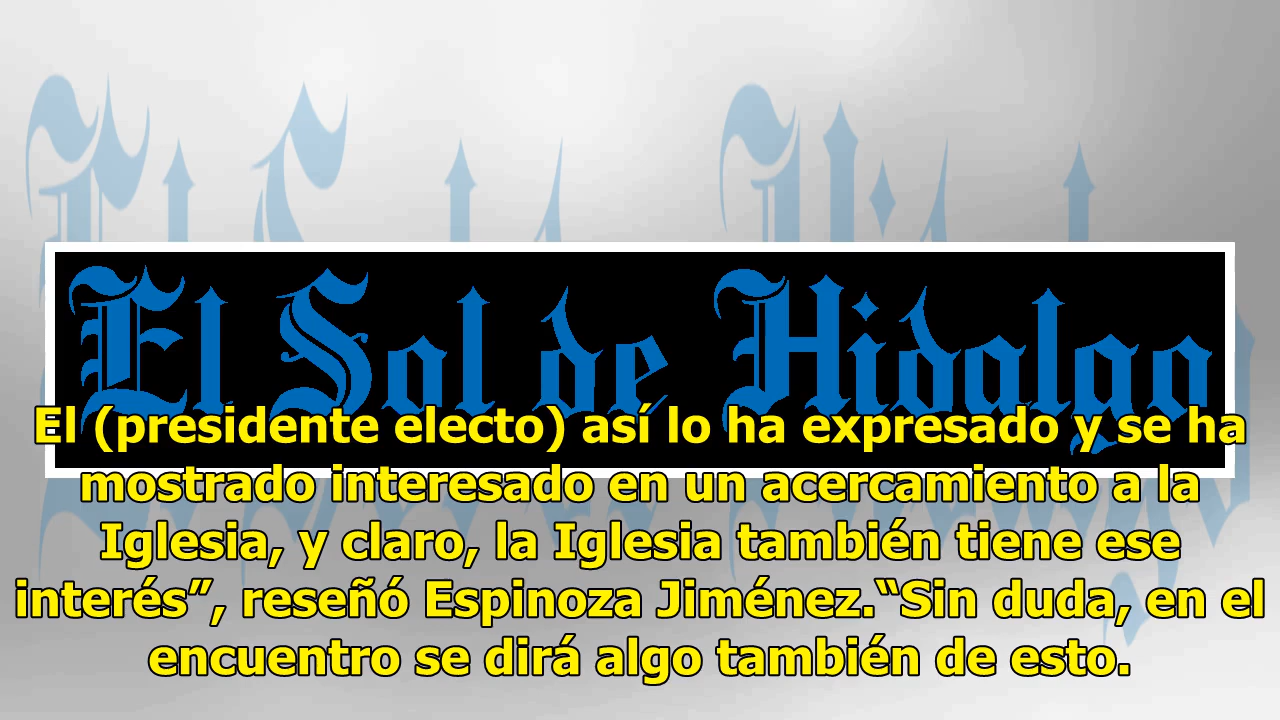 El Sol de Hidalgo
El (presidente electo) así lo ha expresado y se ha
mostrado interesado en un acercamiento a la
Iglesia, y claro, la Iglesia también tiene ese
interés”, reseñó Espinoza Jiménez.“Sin duda, en el
encuentro se dirá algo también de esto.